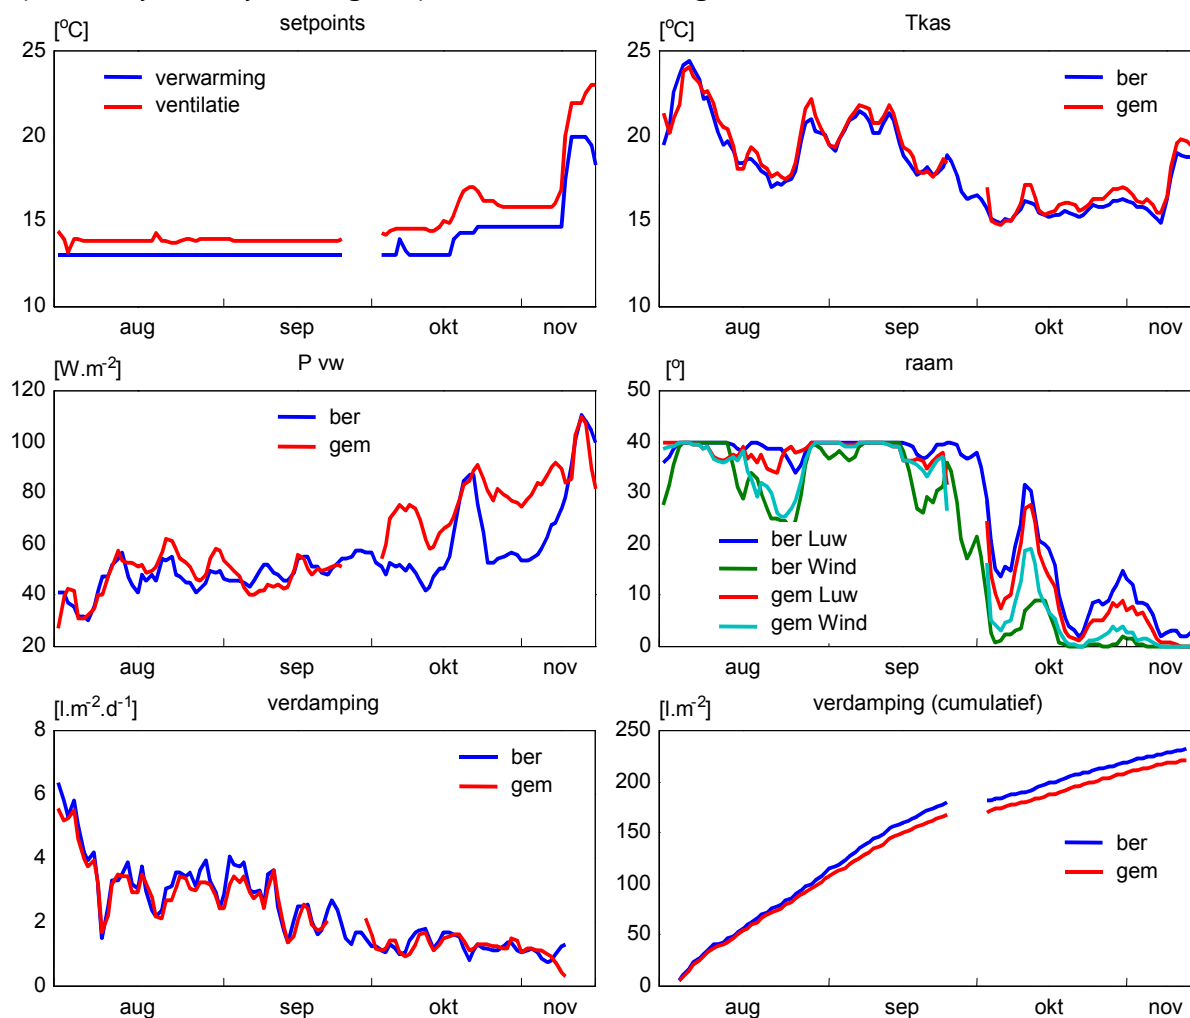 [ºC] setpoints
25
20
15
10
verwarming
ventilatie
aug sep okt nov
[ºC] Tkas
25
20
15
10
ber
gem
aug sep okt nov
[W.m-2] P vw
120
100
80
60
40
20
ber
gem
aug sep okt nov
[º] raam
50
40
30
20
10
0
ber Luw
ber Wind
gem Luw
gem Wind
aug sep okt nov
[l.m-2.d-1] verdamping
8
6
4
2
0
ber
gem
aug sep okt nov
[l.m-2] verdamping (cumulatief)
250
200
150
100
50
0
ber
gem
aug sep okt nov